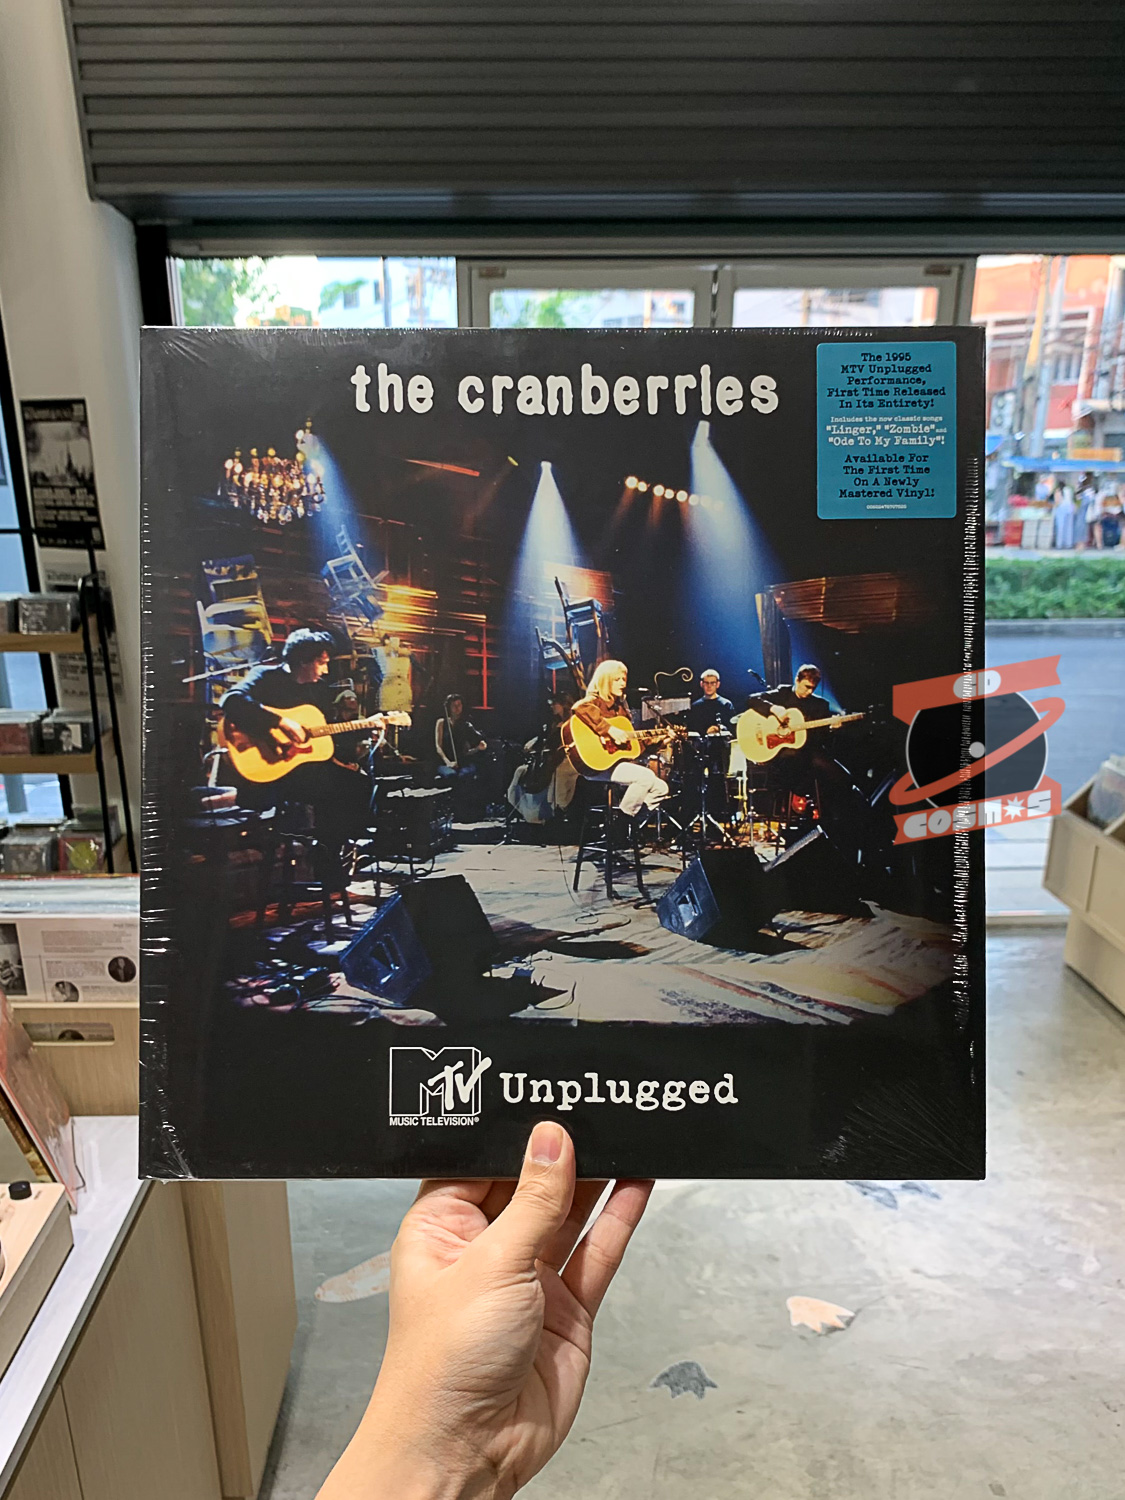 the cranberries
The 1995
MTV Unplugged
Performance,
First Time Released
In Its Entirety!
Includes the now classic songs
"Linger," "Zombie" and
"Ode To My Family"!
Available For
The First Time
On A Newly
Mastered Vinyl!
COSM*S
MTV Unplugged
MUSIC TELEVISION®